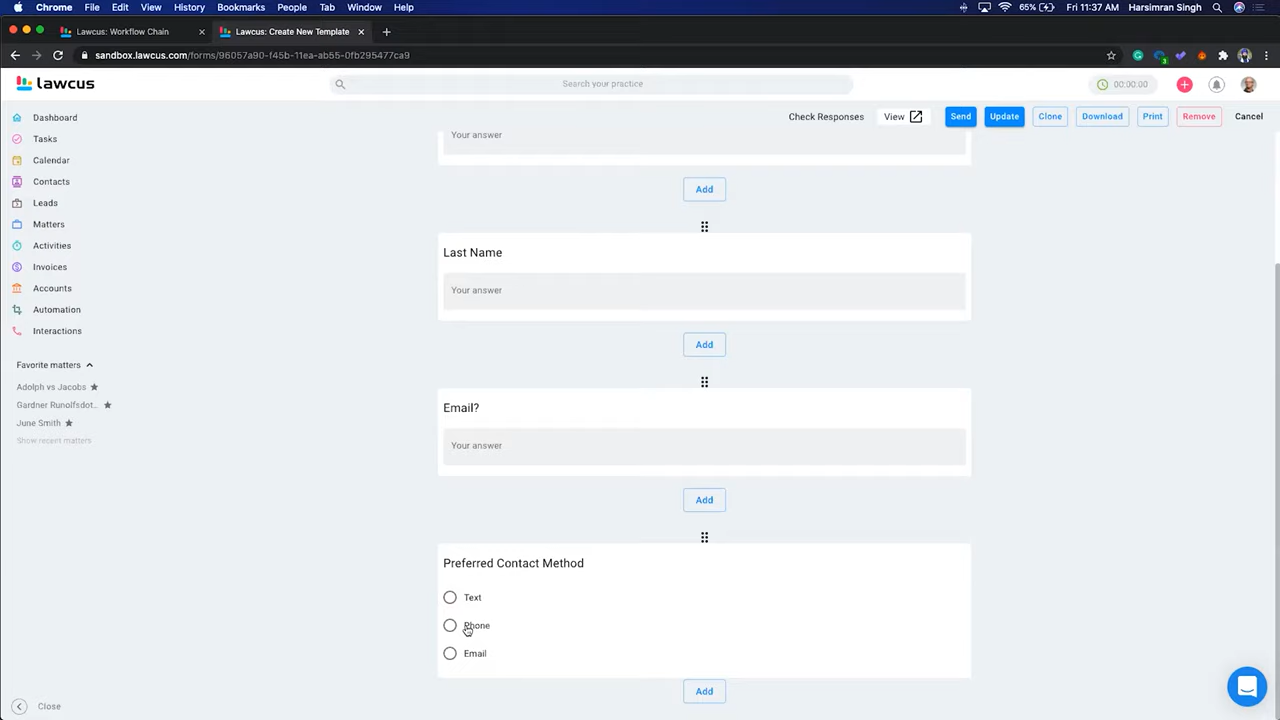 Chrome File Edit View History Bookmarks People Tab Window Help 65% Fri 11:37 AM Harsimran Singh
Lawcus: Workflow Chain × Lawcus: Create New Template × +
sandbox.lawcus.com/forms/96057a90-f45b-11ea-ab55-0fb295477ca9 3
lawcus Search your practice 00:00:00
Check Responses View Send Update Clone Download Print Remove Cancel
Dashboard
Tasks
Calendar
Contacts
Leads
Matters
Activities
Invoices
Accounts
Automation
Interactions
Favorite matters
Adolph vs Jacobs
Gardner Runolfsdot..
June Smith
Show recent matters
Close
Your answer
Add
Last Name
Your answer
Add
Email?
Your answer
Add
Preferred Contact Method
Text
Phone
Email
Add